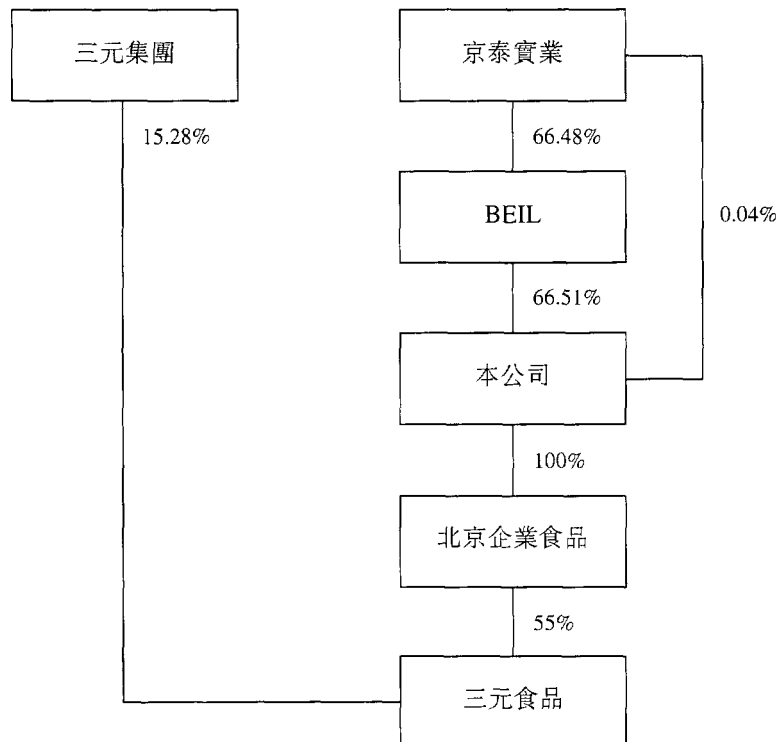 三元集團
京泰實業
15.28%
66.48%
BEIL
0.04%
66.51%
本公司
100%
北京企業食品
55%
三元食品